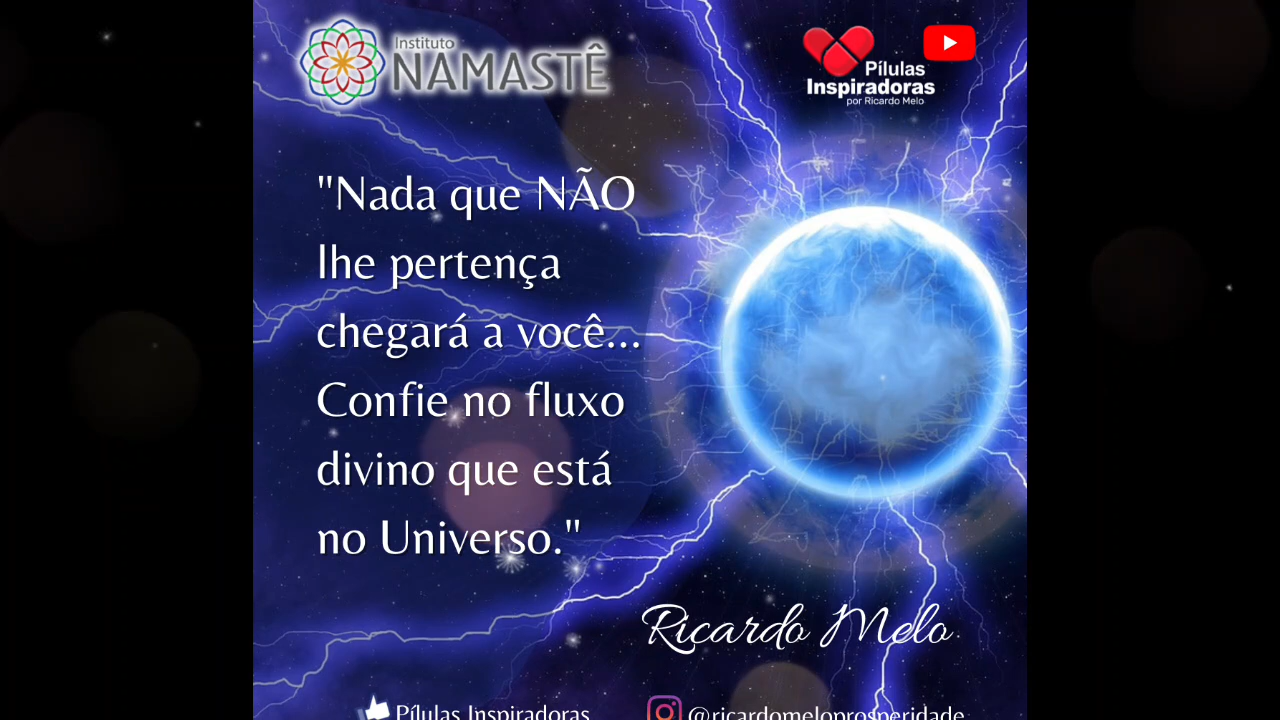 Instituto
NAMASTÊ
Pílulas
Inspiradoras
por Ricardo Melo
"Nada que NÃO
lhe pertença
chegará a você...
Confie no fluxo
divino que está
no Universo."
Ricardo Melo
Pílulas Inspiradoras
@ricardomeloprosperidade